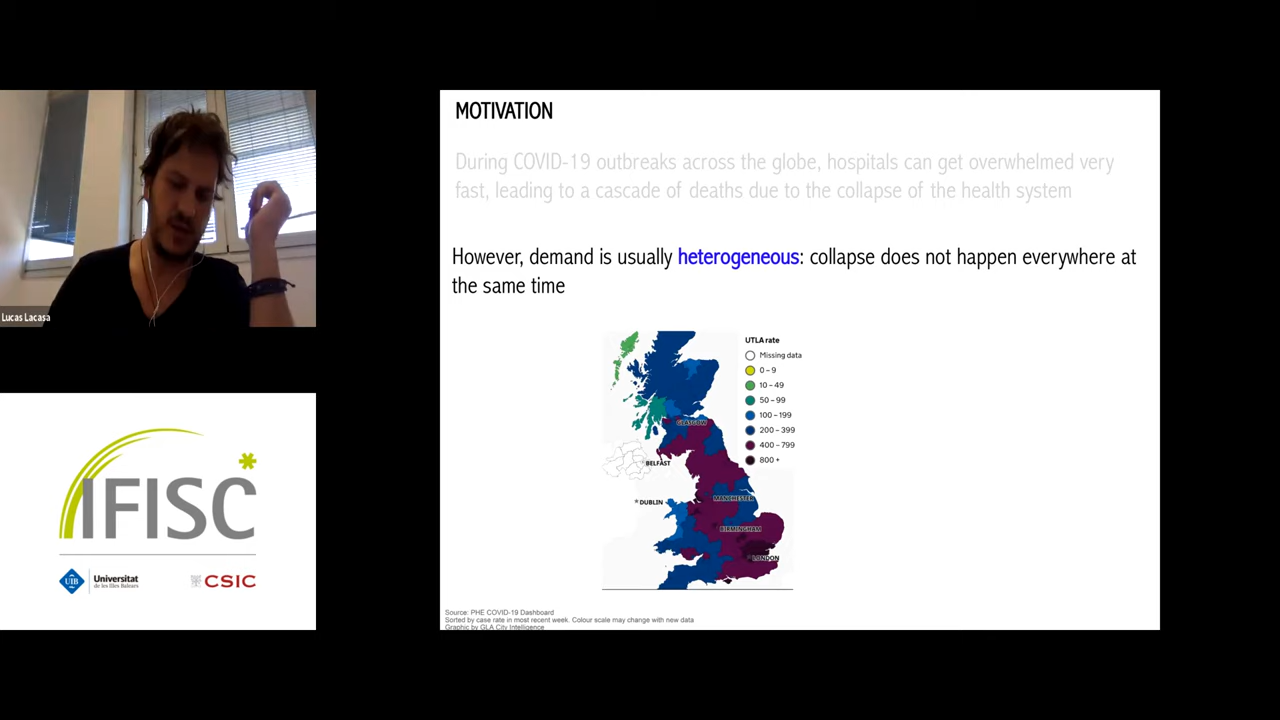 MOTIVATION
During COVID-19 outbreaks across the globe, hospitals can get overwhelmed very
fast, leading to a cascade of deaths due to the collapse of the health system
However, demand is usually heterogeneous: collapse does not happen everywhere at
the same time
Lucas Lacasa
UTLA rate
Missing data
0 – 9
10 – 49
50 – 99
100 – 199
200 – 399
400 – 799
800 +
GLASGOW
BELFAST
DUBLIN
MANCHESTER
BIRMINGHAM
LONDON
IFISC
UIB
Universitat
de les Illes Balears
CSIC
Source: PHE COVID-19 Dashboard
Sorted by case rate in most recent week. Colour scale may change with new data
Graphic by GLA City Intelligence